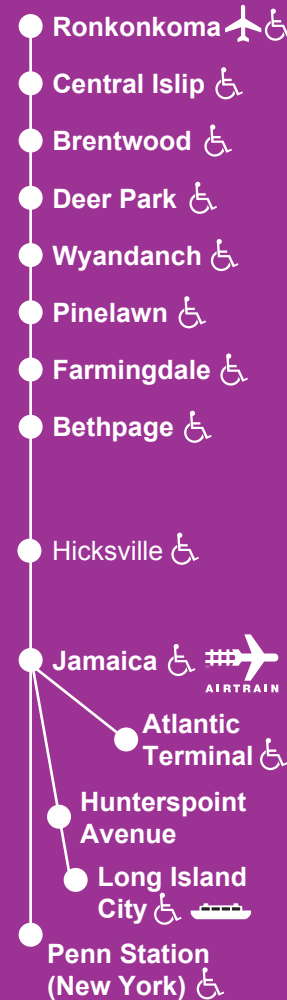 Ronkonkoma
Central Islip
Brentwood
Deer Park
Wyandanch
Pinelawn
Farmingdale
Bethpage
Hicksville
Jamaica
AIRTRAIN
Atlantic
Terminal
Hunterspoint
Avenue
Long Island
City
Penn Station
(New York)